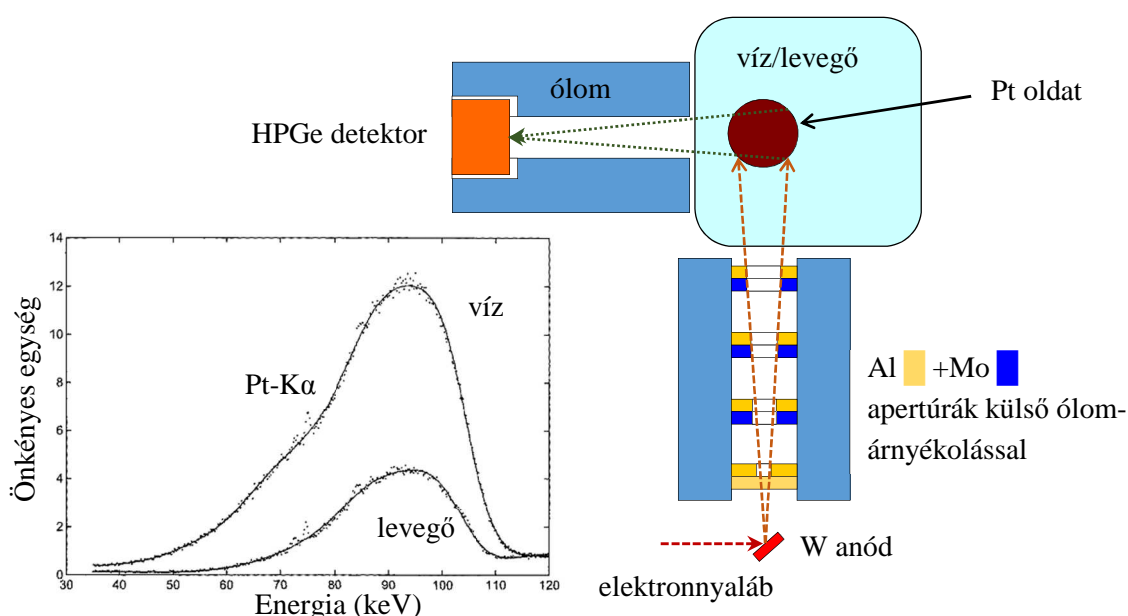 víz/levegő
ólom
Pt oldat
HPGe detektor
Al +Mo
apertúrák külső ólom-
árnyékolással
W anód
elektronnyaláb
Önkényes egység
14
12
10
8
6
4
2
0
víz
Pt-Kα
levegő
30 40 50 60 70 80 90 100 110 120
Energia (keV)